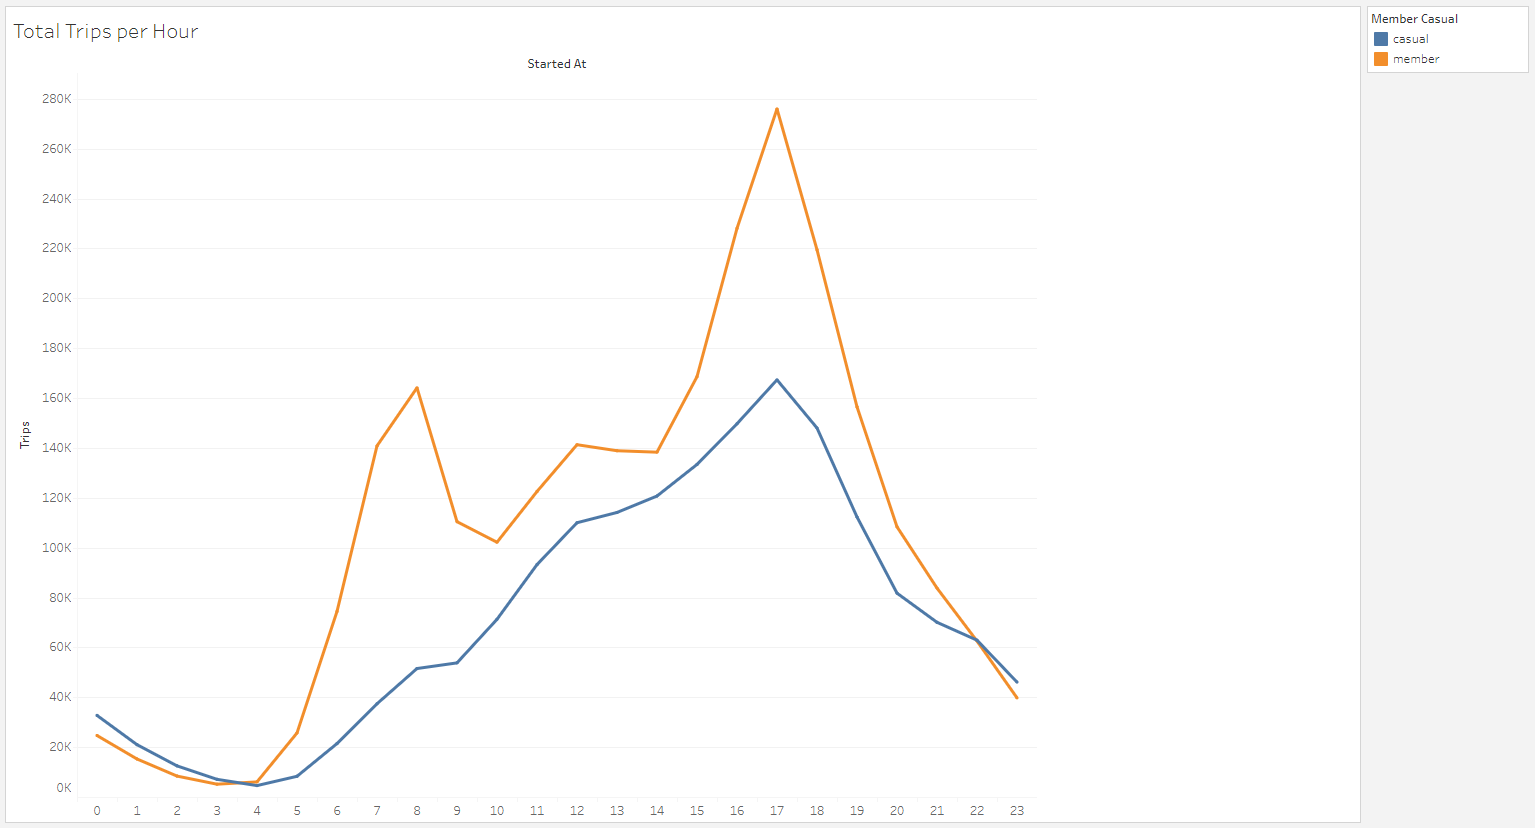 Total Trips per Hour
Member Casual
casual
member
Started At
280K
260K
240K
220K
200K
180K
160K
140K
120K
100K
80K
60K
40K
20K
0K
Trips
0 1 2 3 4 5 6 7 8 9 10 11 12 13 14 15 16 17 18 19 20 21 22 23